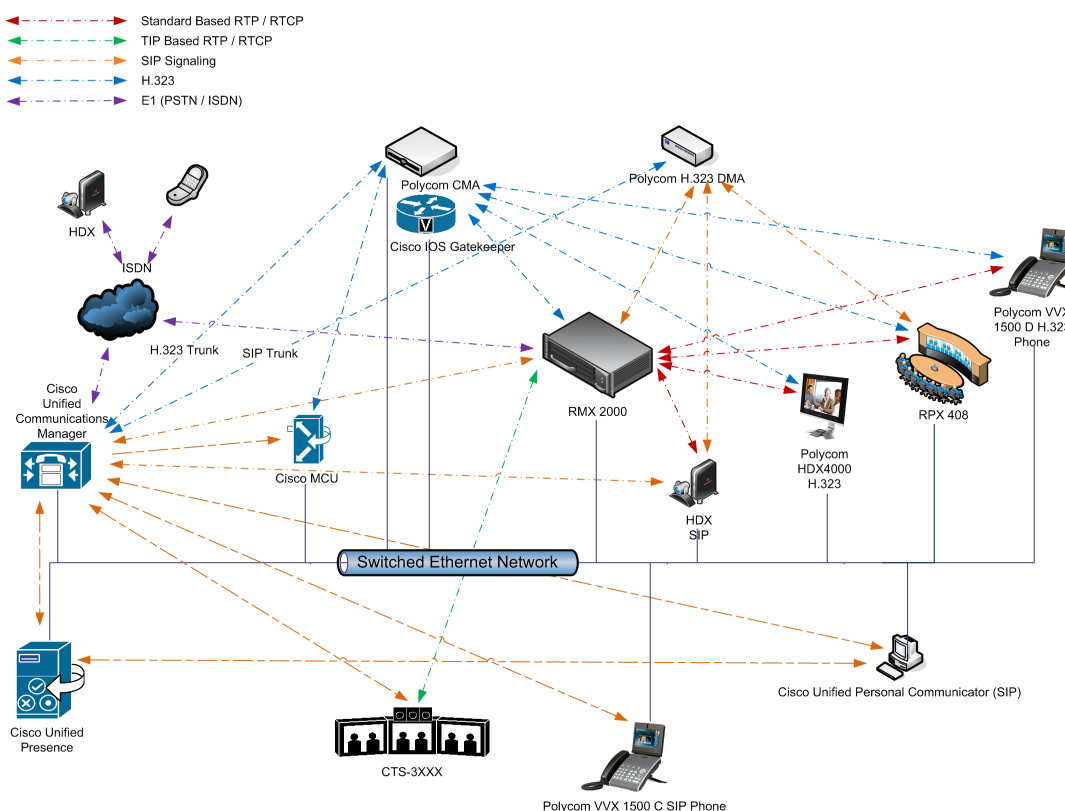 Standard Based RTP / RTCP
TIP Based RTP / RTCP
SIP Signaling
H.323
E1 (PSTN / ISDN)
Polycom CMA
Polycom H.323 DMA
HDX
Cisco IOS Gatekeeper
V
ISDN
Polycom VVX
1500 D H.323
Phone
H.323 Trunk
SIP Trunk
Cisco
Unified
Communications
Manager
RMX 2000
RPX 408
Polycom
HDX4000
H.323
Cisco MCU
HDX
SIP
Switched Ethernet Network
Cisco Unified Personal Communicator (SIP)
Cisco Unified
Presence
CTS-3XXX
Polycom VVX 1500 C SIP Phone